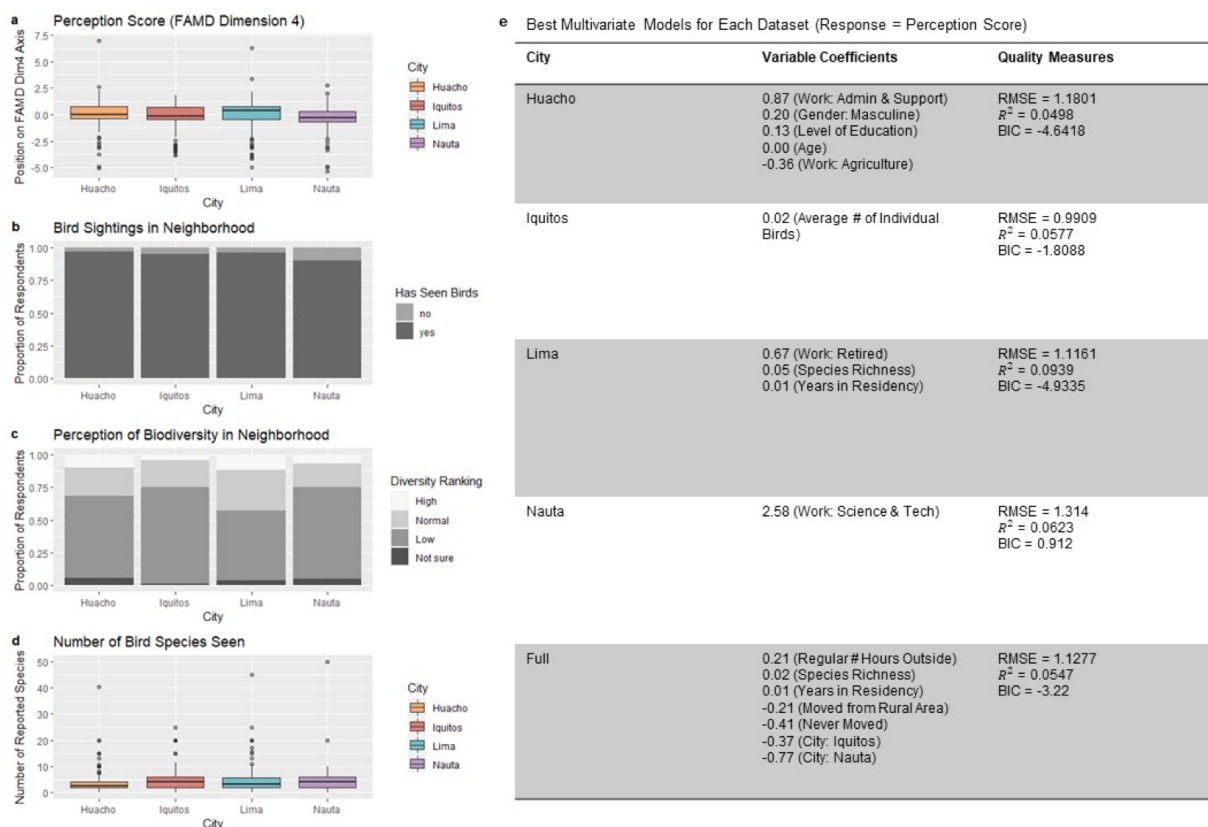 a Perception Score (FAMD Dimension 4)
Position on FAMD Dim4 Axis
7.5
5.0
2.5
0.0
-2.5
-5.0
Huacho Iquitos Lima Nauta
City
City
Huacho
Iquitos
Lima
Nauta
b Bird Sightings in Neighborhood
Proportion of Respondents
1.00
0.75
0.50
0.25
0.00
Huacho Iquitos Lima Nauta
City
Has Seen Birds
no
yes
c Perception of Biodiversity in Neighborhood
Proportion of Respondents
1.00
0.75
0.50
0.25
0.00
Huacho Iquitos Lima Nauta
City
Diversity Ranking
High
Normal
Low
Not sure
d Number of Bird Species Seen
Number of Reported Species
50
40
30
20
10
0
Huacho Iquitos Lima Nauta
City
City
Huacho
Iquitos
Lima
Nauta
e Best Multivariate Models for Each Dataset (Response = Perception Score)
City Variable Coefficients Quality Measures
Huacho 0.87 (Work: Admin & Support) RMSE = 1.1801
0.20 (Gender: Masculine) R² = 0.0498
0.13 (Level of Education) BIC = -4.6418
0.00 (Age)
-0.36 (Work: Agriculture)
Iquitos 0.02 (Average # of Individual RMSE = 0.9909
Birds) R² = 0.0577
BIC = -1.8088
Lima 0.67 (Work: Retired) RMSE = 1.1161
0.05 (Species Richness) R² = 0.0939
0.01 (Years in Residency) BIC = -4.9335
Nauta 2.58 (Work: Science & Tech) RMSE = 1.314
R² = 0.0623
BIC = 0.912
Full 0.21 (Regular # Hours Outside) RMSE = 1.1277
0.02 (Species Richness) R² = 0.0547
0.01 (Years in Residency) BIC = -3.22
-0.21 (Moved from Rural Area)
-0.41 (Never Moved)
-0.37 (City: Iquitos)
-0.77 (City: Nauta)